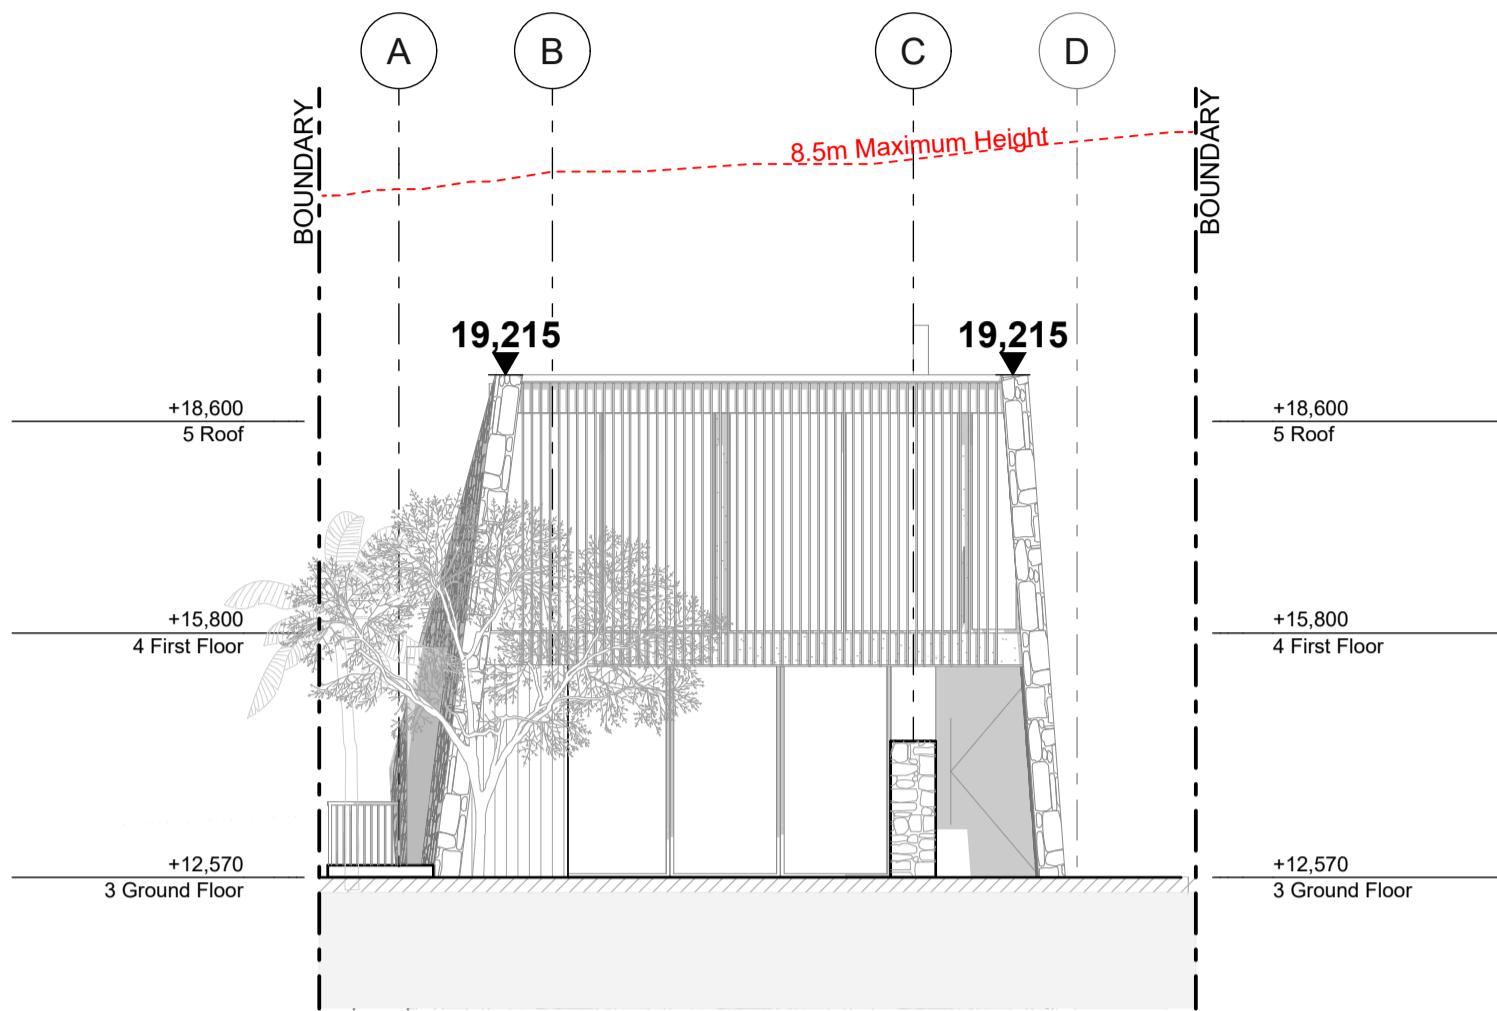 A
B
C
D
BOUNDARY
BOUNDARY
8.5m Maximum Height
19,215
19,215
+18,600
5 Roof
+18,600
5 Roof
+15,800
4 First Floor
+15,800
4 First Floor
+12,570
3 Ground Floor
+12,570
3 Ground Floor